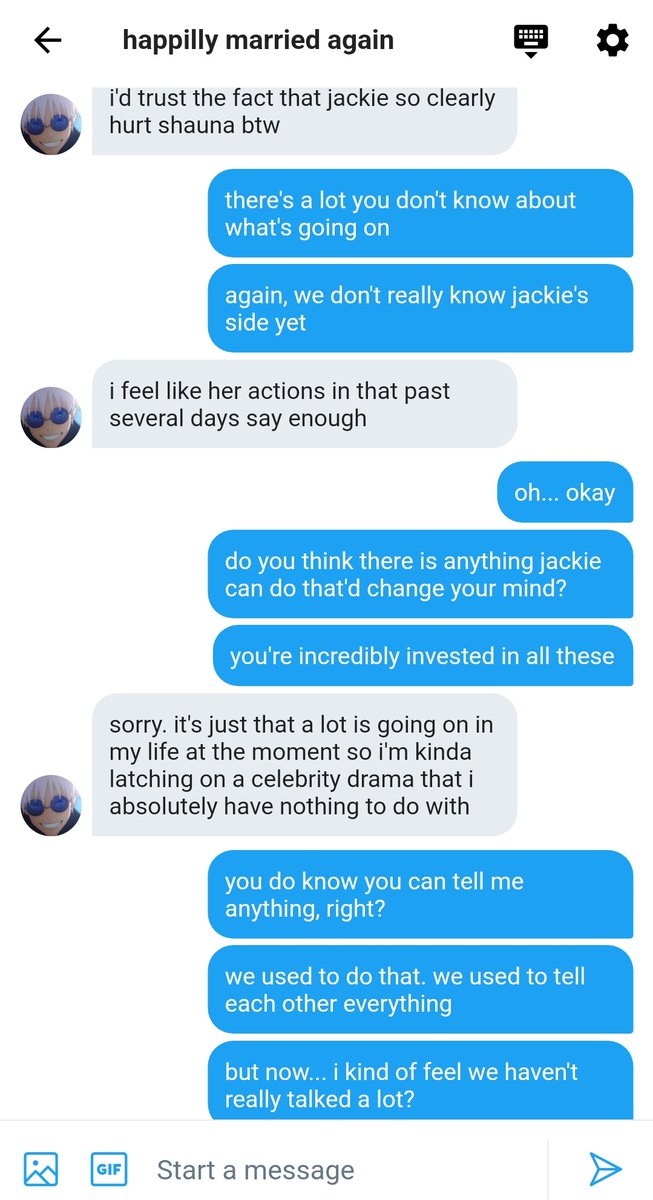 happilly married again
i'd trust the fact that jackie so clearly
hurt shauna btw
there's a lot you don't know about
what's going on
again, we don't really know jackie's
side yet
i feel like her actions in that past
several days say enough
oh... okay
do you think there is anything jackie
can do that'd change your mind?
you're incredibly invested in all these
sorry. it's just that a lot is going on in
my life at the moment so i'm kinda
latching on a celebrity drama that i
absolutely have nothing to do with
you do know you can tell me
anything, right?
we used to do that. we used to tell
each other everything
but now... i kind of feel we haven't
really talked a lot?
GIF
Start a message